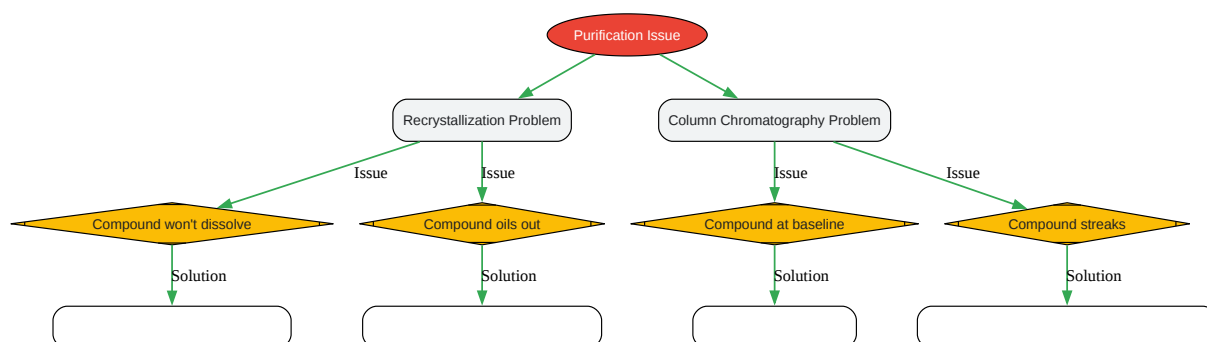 Purification Issue
Recrystallization Problem
Column Chromatography Problem
Issue
Issue
Issue
Issue
Compound won't dissolve
Compound oils out
Compound at baseline
Compound streaks
Solution
Solution
Solution
Solution